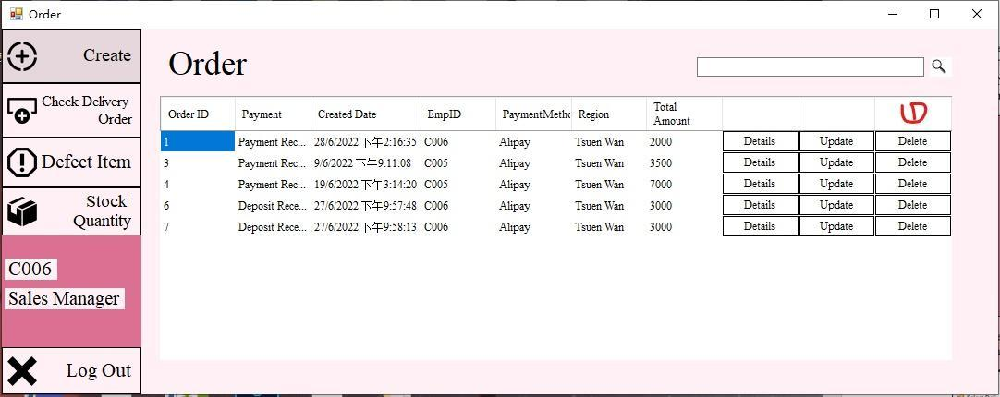 Order
Create
Check Delivery
Order
Defect Item
Stock
Quantity
C006
Sales Manager
Log Out
Order
Order ID Payment Created Date EmpID PaymentMetho Region Total Amount
1 Payment Rec... 28/6/2022 下午2:16:35 C006 Alipay Tsuen Wan 2000 Details Update Delete
3 Payment Rec... 9/6/2022 下午9:11:08 C005 Alipay Tsuen Wan 3500 Details Update Delete
4 Payment Rec... 19/6/2022 下午3:14:20 C005 Alipay Tsuen Wan 7000 Details Update Delete
6 Deposit Rece... 27/6/2022 下午9:57:48 C006 Alipay Tsuen Wan 3000 Details Update Delete
7 Deposit Rece... 27/6/2022 下午9:58:13 C006 Alipay Tsuen Wan 3000 Details Update Delete